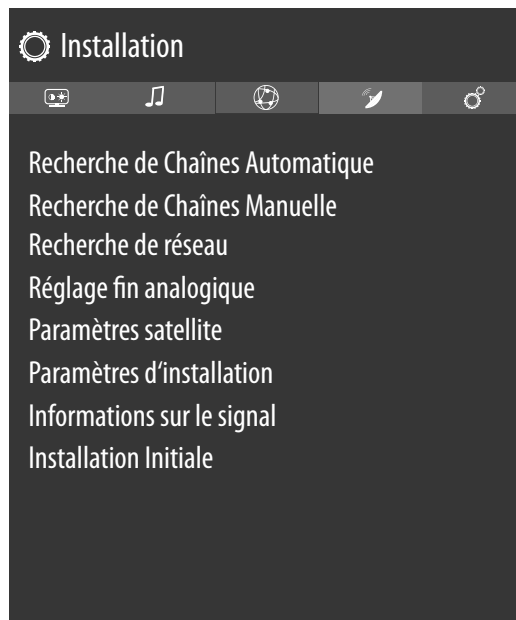 Installation
Recherche de Chaînes Automatique
Recherche de Chaînes Manuelle
Recherche de réseau
Réglage fin analogique
Paramètres satellite
Paramètres d‘installation
Informations sur le signal
Installation Initiale